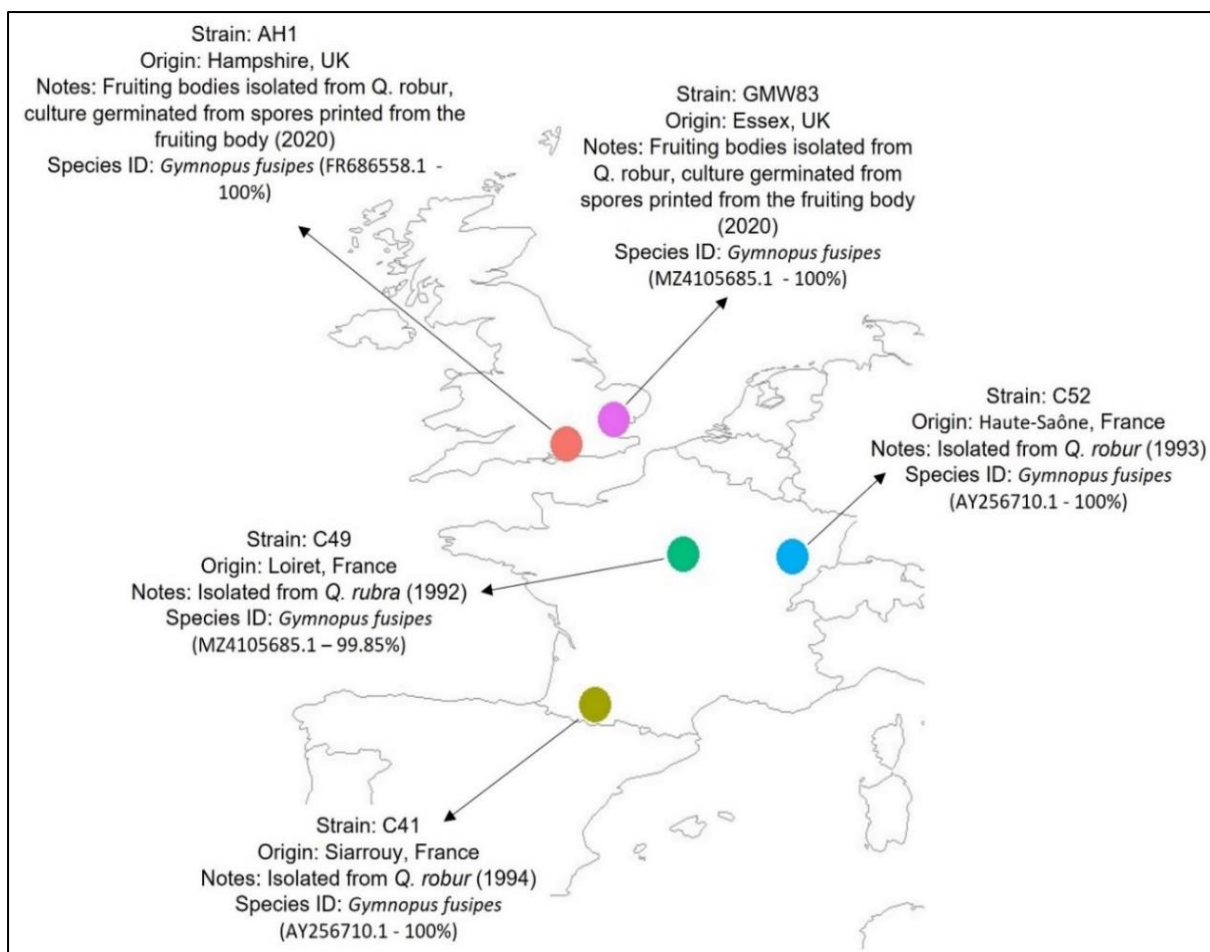 Strain: AH1
Origin: Hampshire, UK
Notes: Fruiting bodies isolated from Q. robur,
culture germinated from spores printed from the
fruiting body (2020)
Species ID: Gymnopus fusipes (FR686558.1 -
100%)
Strain: GMW83
Origin: Essex, UK
Notes: Fruiting bodies isolated from
Q. robur, culture germinated from
spores printed from the fruiting body
(2020)
Species ID: Gymnopus fusipes
(MZ4105685.1 - 100%)
Strain: C52
Origin: Haute-Saône, France
Notes: Isolated from Q. robur (1993)
Species ID: Gymnopus fusipes
(AY256710.1 - 100%)
Strain: C49
Origin: Loiret, France
Notes: Isolated from Q. rubra (1992)
Species ID: Gymnopus fusipes
(MZ4105685.1 – 99.85%)
Strain: C41
Origin: Siarrouy, France
Notes: Isolated from Q. robur (1994)
Species ID: Gymnopus fusipes
(AY256710.1 - 100%)